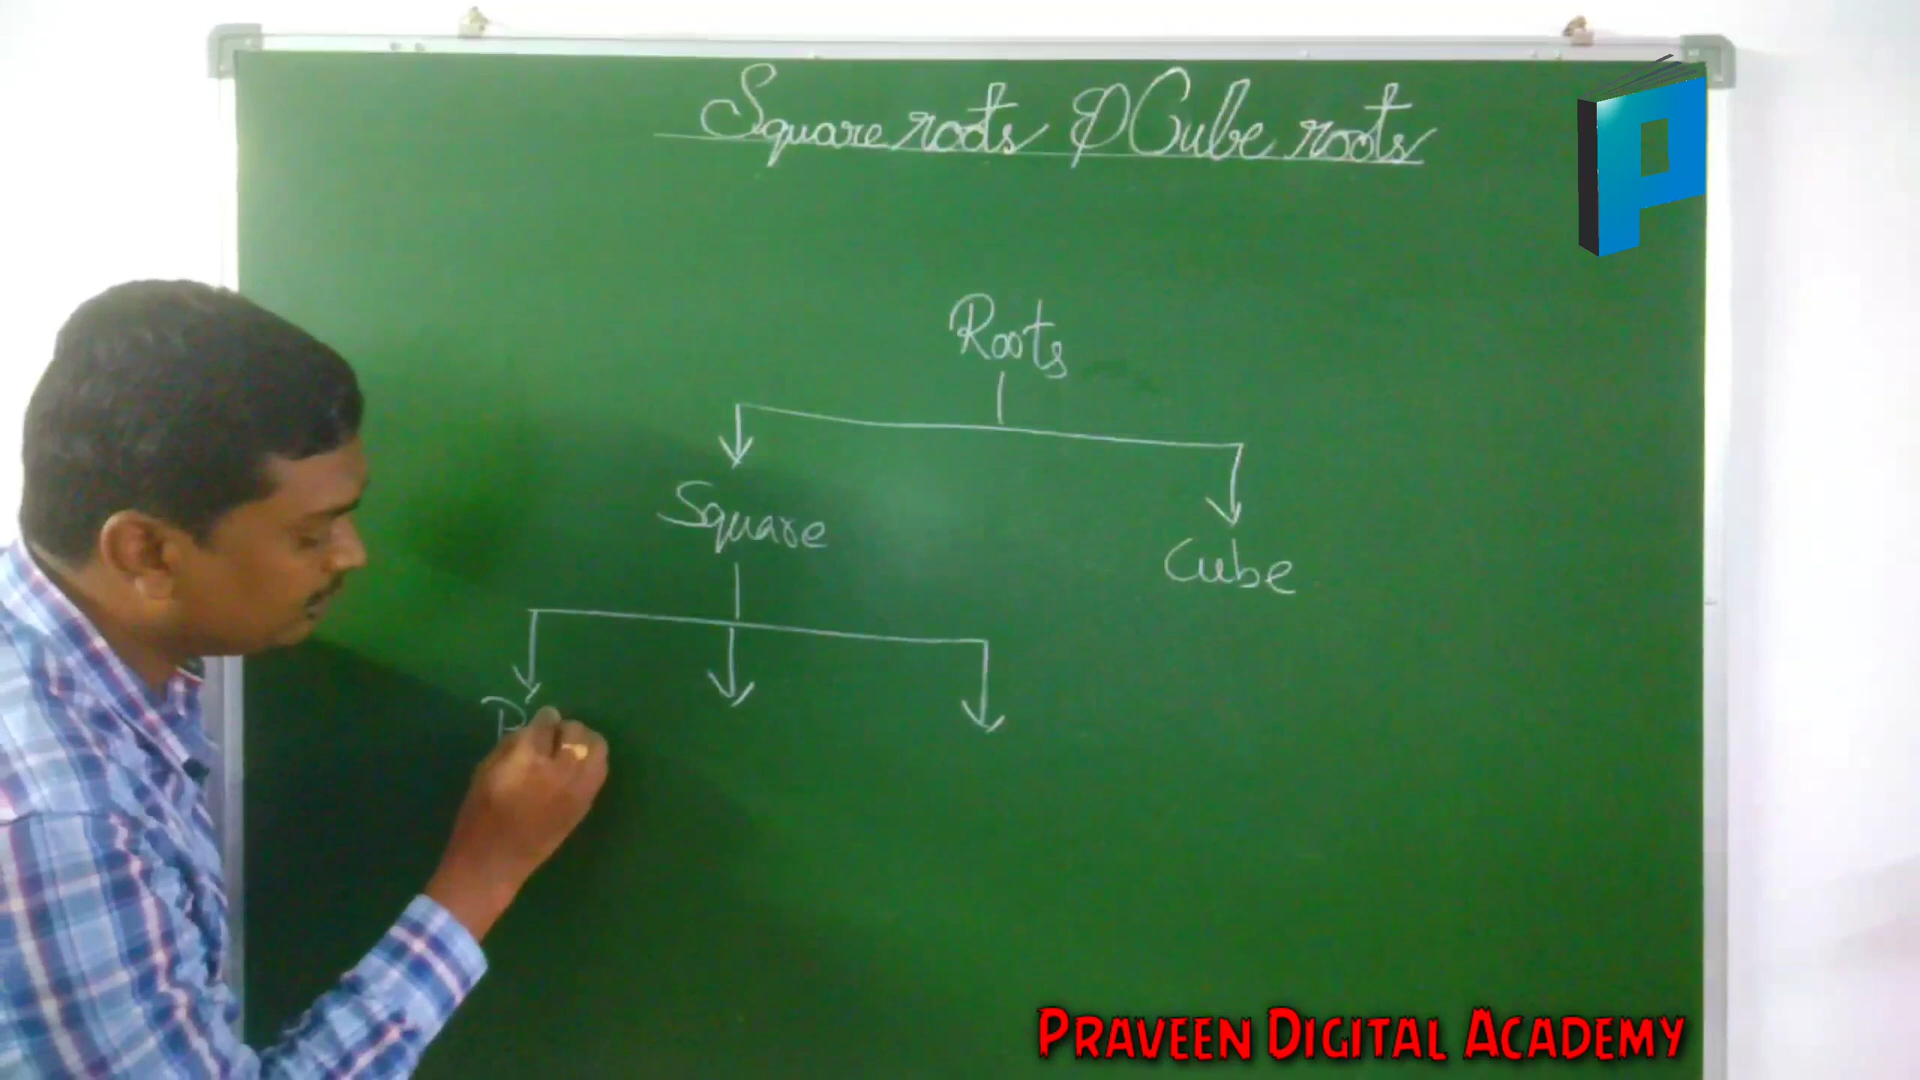 Square roots & Cube roots
Roots
Square
Cube
P
PRAVEEN DIGITAL ACADEMY